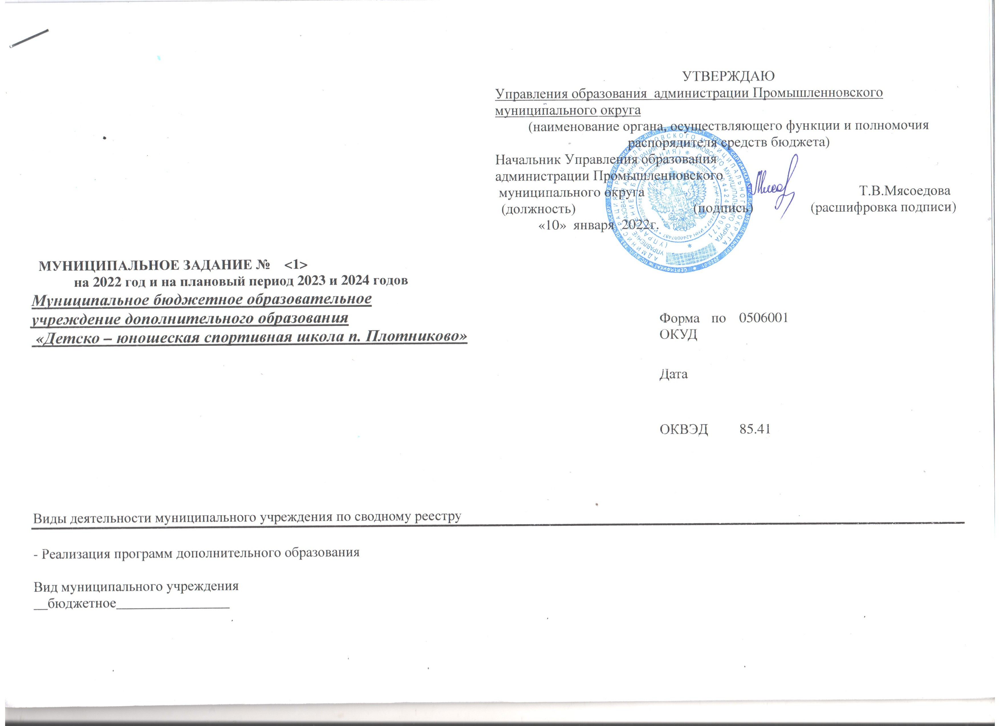 УТВЕРЖДАЮ
Управления образования администрации Промышленновского
муниципального округа
(наименование органа, осуществляющего функции и полномочия
распорядителя средств бюджета)
Начальник Управления образования
администрации Промышленновского
муниципального округа Т.В.Мясоедова
(должность) (подпись) (расшифровка подписи)
«10» января 2022г.
МУНИЦИПАЛЬНОЕ ЗАДАНИЕ № <1>
на 2022 год и на плановый период 2023 и 2024 годов
Муниципальное бюджетное образовательное
учреждение дополнительного образования
«Детско – юношеская спортивная школа п. Плотниково»
Форма по 0506001
ОКУД
Дата
ОКВЭД 85.41
Виды деятельности муниципального учреждения по сводному реестру
- Реализация программ дополнительного образования
Вид муниципального учреждения
__бюджетное________________